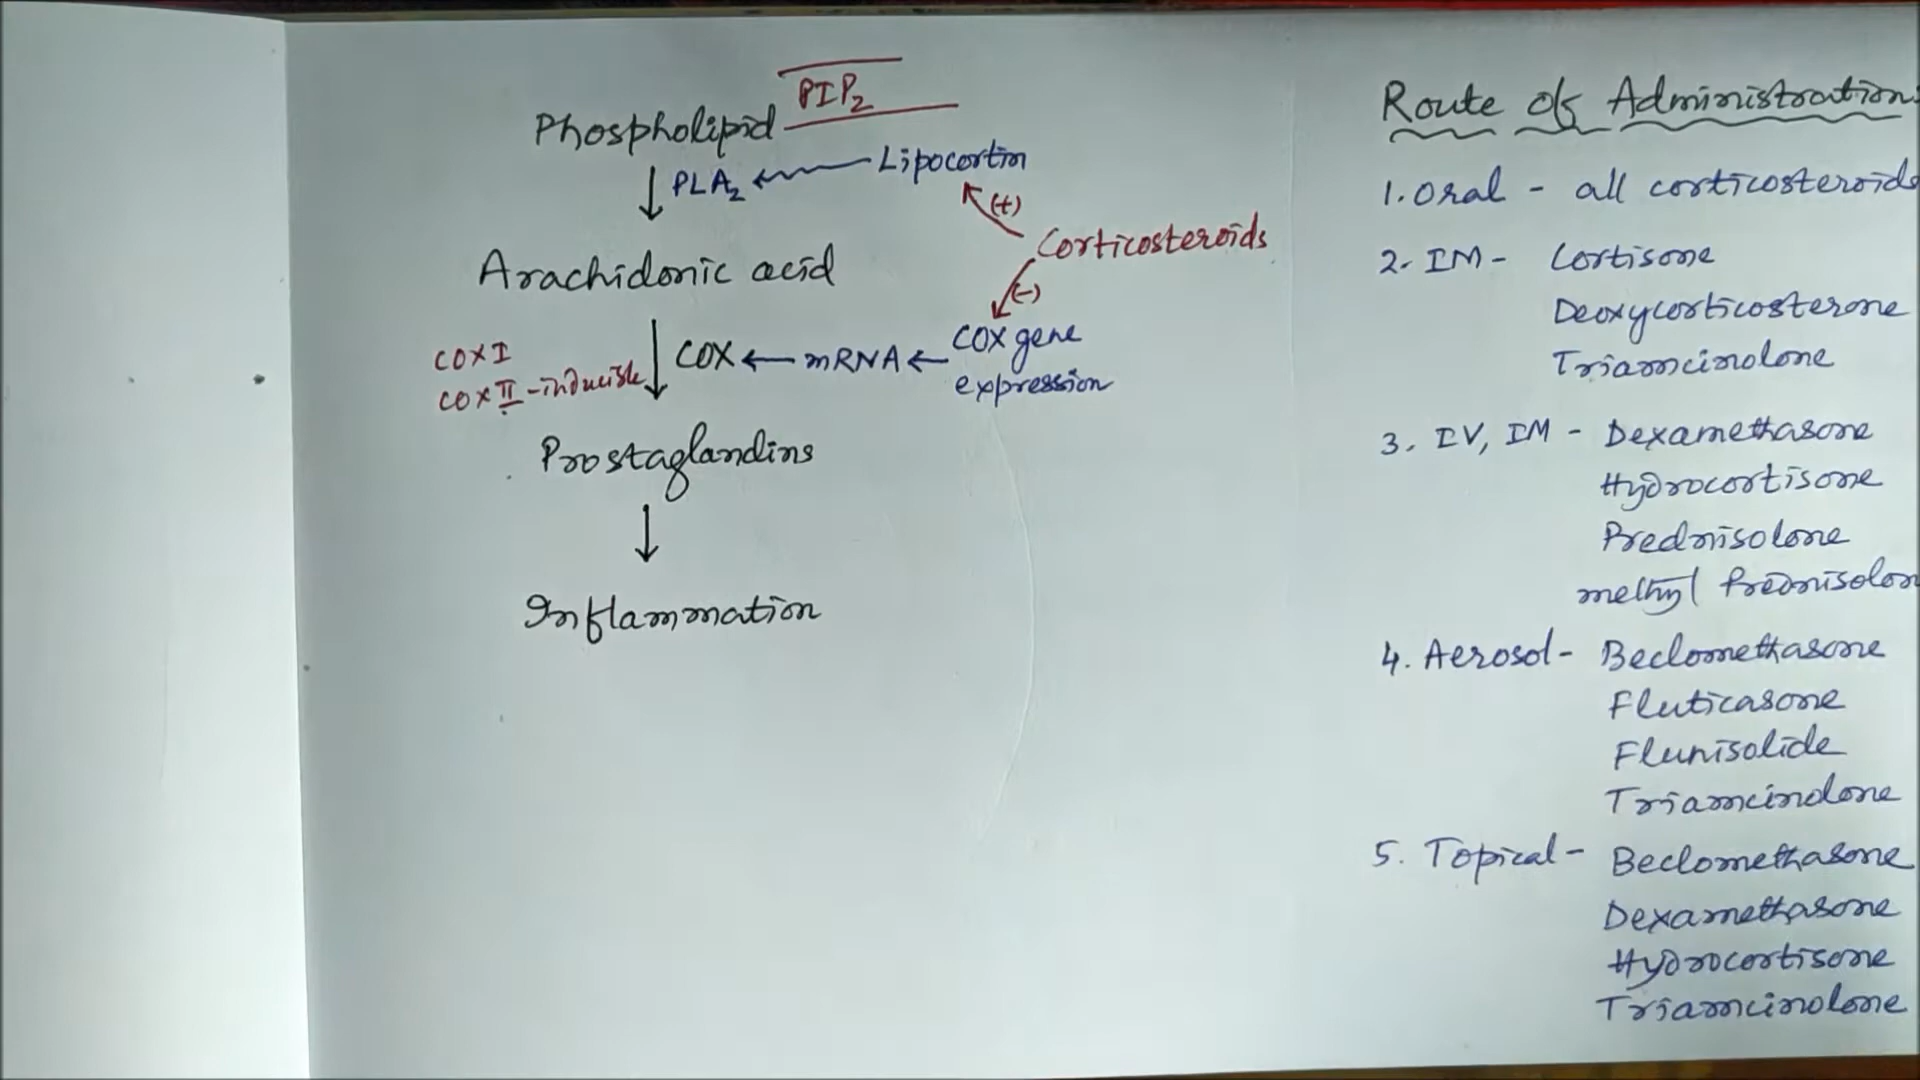 PIP2
Phospholipid
PLA2 ← Lipocortin
(+)
Corticosteroids
Arachidonic acid
(-)
COX I
COX II - inducible
COX ← mRNA ← COX gene
expression
Prostaglandins
Inflammation
Route of Administration
1. Oral - all corticosteroids
2. IM - Cortisone
Deoxycorticosterone
Triamcinolone
3. IV, IM - Dexamethasone
Hydrocortisone
Prednisolone
methyl Prednisolon
4. Aerosol - Beclomethasone
Fluticasone
Flunisolide
Triamcinolone
5. Topical - Beclomethasone
Dexamethasone
Hydrocortisone
Triamcinolone